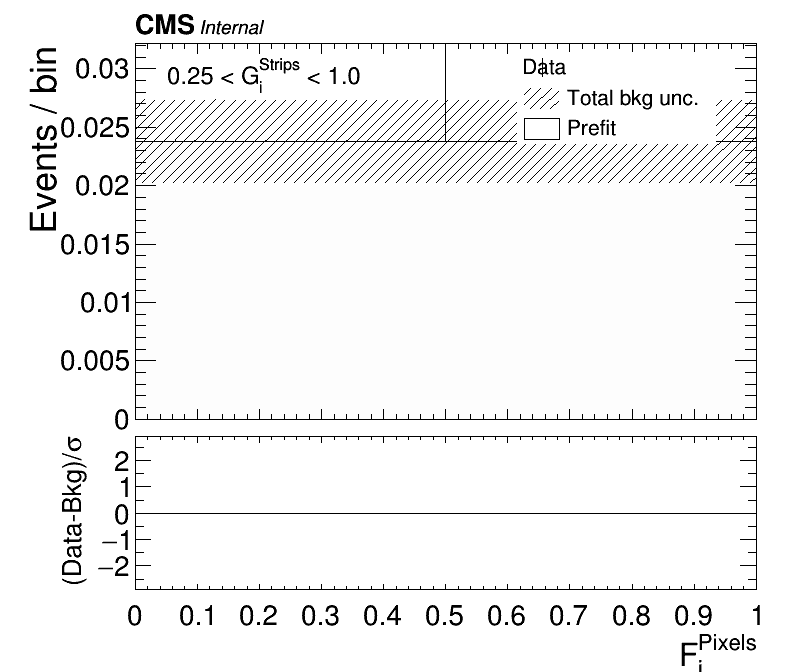 CMS Internal
0.25 < G_i^Strips < 1.0
Data
Total bkg unc.
Prefit
Events / bin
0.03
0.025
0.02
0.015
0.01
0.005
0
(Data-Bkg)/σ
2
1
0
−1
−2
0 0.1 0.2 0.3 0.4 0.5 0.6 0.7 0.8 0.9 1
F_i^Pixels